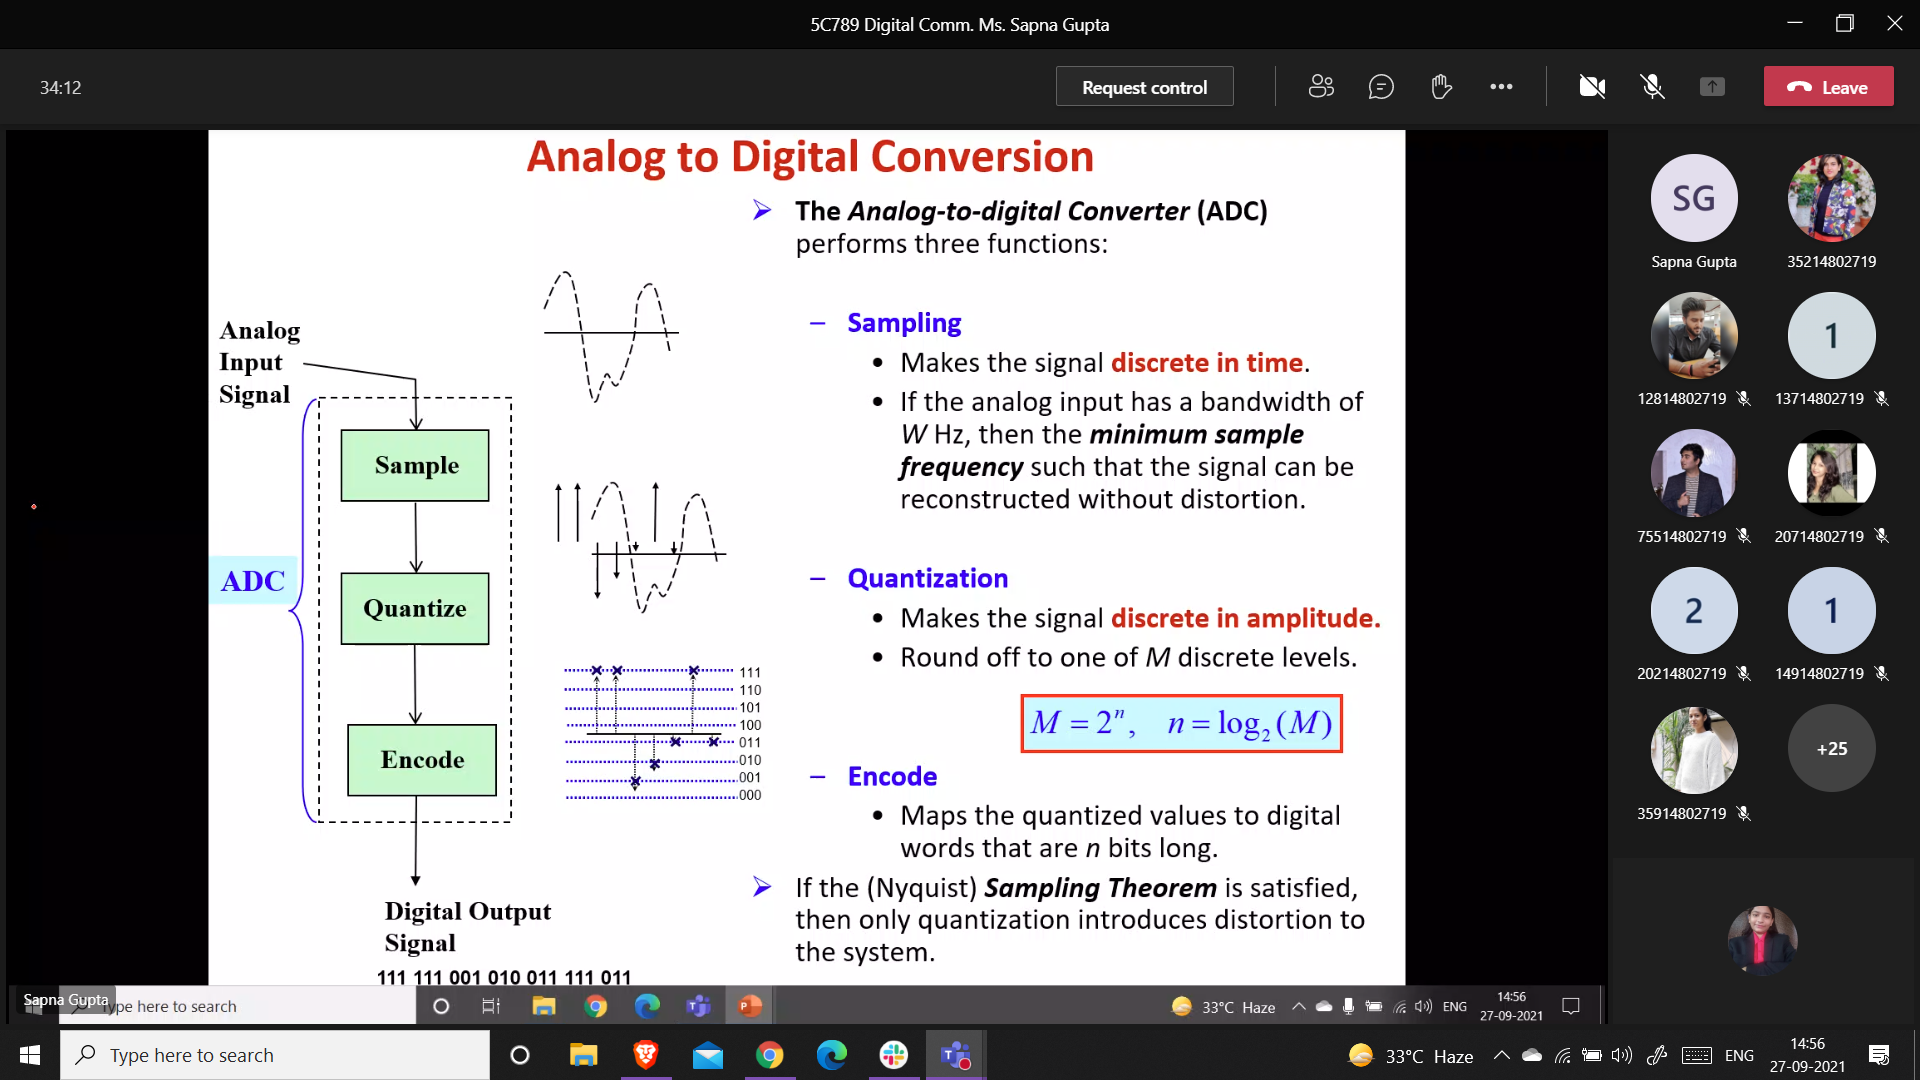 5C789 Digital Comm. Ms. Sapna Gupta
34:12
Request control
Leave
Analog to Digital Conversion
The Analog-to-digital Converter (ADC)
performs three functions:
Analog
Input
Signal
– Sampling
• Makes the signal discrete in time.
• If the analog input has a bandwidth of
W Hz, then the minimum sample
frequency such that the signal can be
reconstructed without distortion.
Sample
ADC
Quantize
– Quantization
• Makes the signal discrete in amplitude.
• Round off to one of M discrete levels.
M = 2ⁿ, n = log₂(M)
111
110
101
100
011
010
001
000
Encode
– Encode
• Maps the quantized values to digital
words that are n bits long.
If the (Nyquist) Sampling Theorem is satisfied,
then only quantization introduces distortion to
the system.
Digital Output
Signal
111 111 001 010 011 111 011
SG
Sapna Gupta
35214802719
12814802719
1
13714802719
75514802719
20714802719
2
20214802719
1
14914802719
35914802719
+25
Sapna Gupta
Type here to search
33°C Haze
ENG
14:56
27-09-2021
Type here to search
33°C Haze
ENG
14:56
27-09-2021